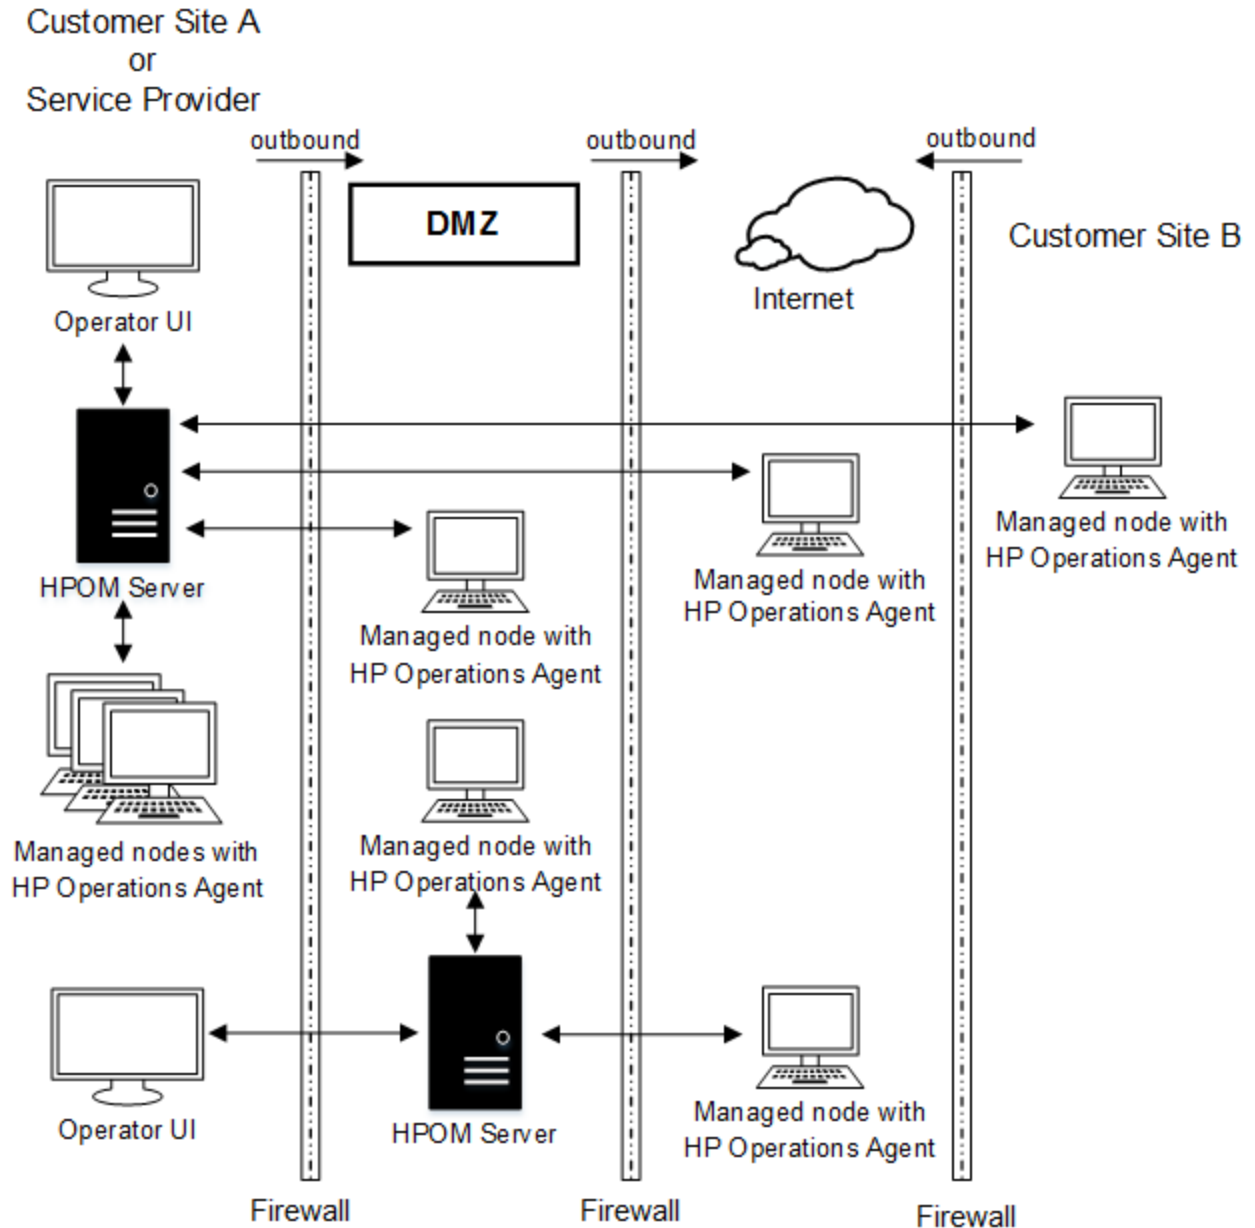 Customer Site A
or
Service Provider
outbound
outbound
outbound
DMZ
Internet
Customer Site B
Operator UI
HPOM Server
Managed node with
HP Operations Agent
Managed node with
HP Operations Agent
Managed node with
HP Operations Agent
Managed nodes with
HP Operations Agent
Managed node with
HP Operations Agent
Operator UI
HPOM Server
Managed node with
HP Operations Agent
Firewall
Firewall
Firewall